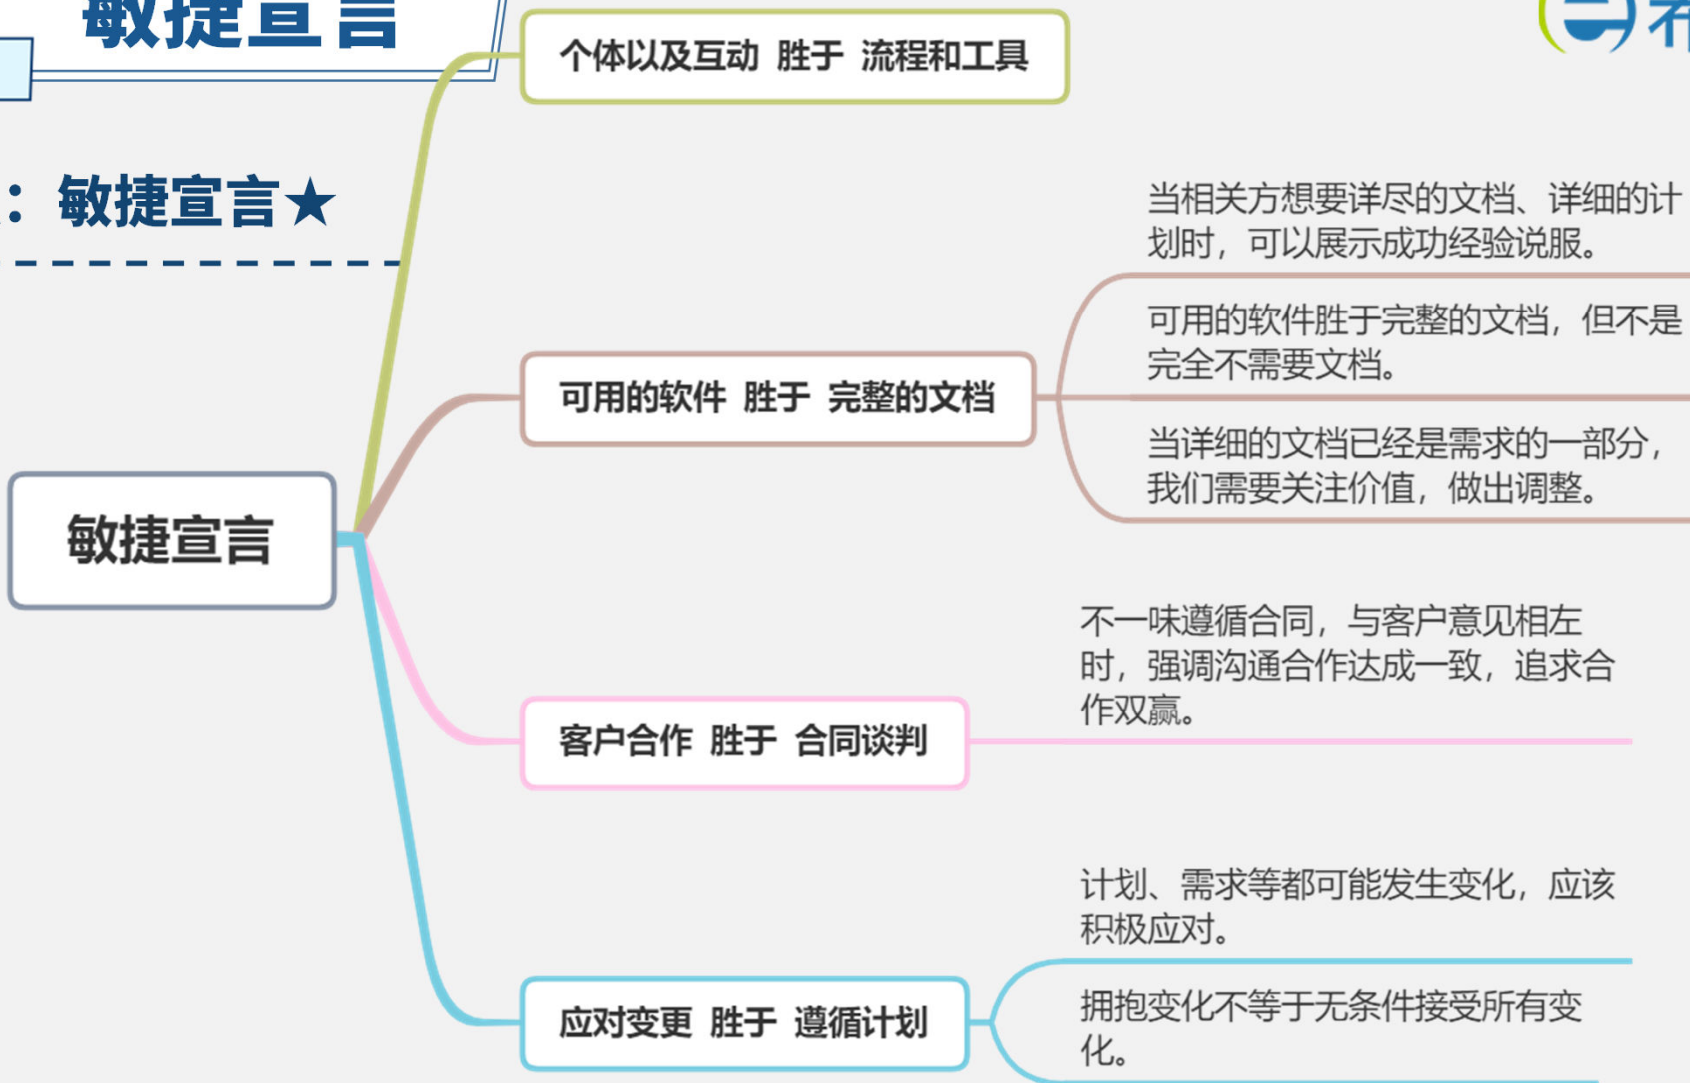 敏捷宣言
：敏捷宣言★
个体以及互动 胜于 流程和工具
当相关方想要详尽的文档、详细的计
划时，可以展示成功经验说服。
可用的软件胜于完整的文档，但不是
完全不需要文档。
可用的软件 胜于 完整的文档
当详细的文档已经是需求的一部分，
我们需要关注价值，做出调整。
敏捷宣言
不一味遵循合同，与客户意见相左
时，强调沟通合作达成一致，追求合
作双赢。
客户合作 胜于 合同谈判
计划、需求等都可能发生变化，应该
积极应对。
应对变更 胜于 遵循计划
拥抱变化不等于无条件接受所有变
化。